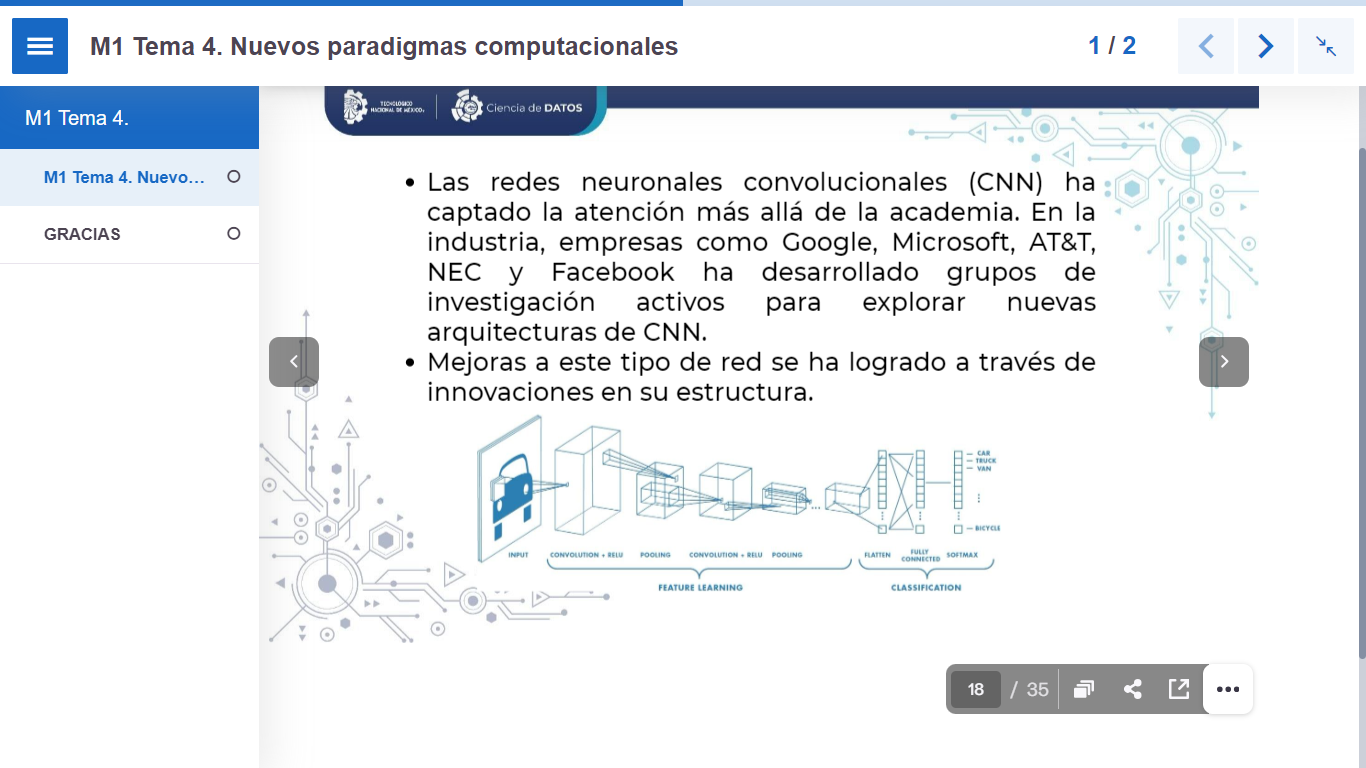 M1 Tema 4. Nuevos paradigmas computacionales
1 / 2
M1 Tema 4.
M1 Tema 4. Nuevo...
GRACIAS
TECNOLÓGICO
NACIONAL DE MÉXICO
Ciencia de DATOS
• Las redes neuronales convolucionales (CNN) ha
captado la atención más allá de la academia. En la
industria, empresas como Google, Microsoft, AT&T,
NEC y Facebook ha desarrollado grupos de
investigación activos para explorar nuevas
arquitecturas de CNN.
• Mejoras a este tipo de red se ha logrado a través de
innovaciones en su estructura.
— CAR
— TRUCK
— VAN
— BICYCLE
INPUT
CONVOLUTION + RELU
POOLING
CONVOLUTION + RELU
POOLING
FLATTEN
FULLY
CONNECTED
SOFTMAX
FEATURE LEARNING
CLASSIFICATION
18 / 35